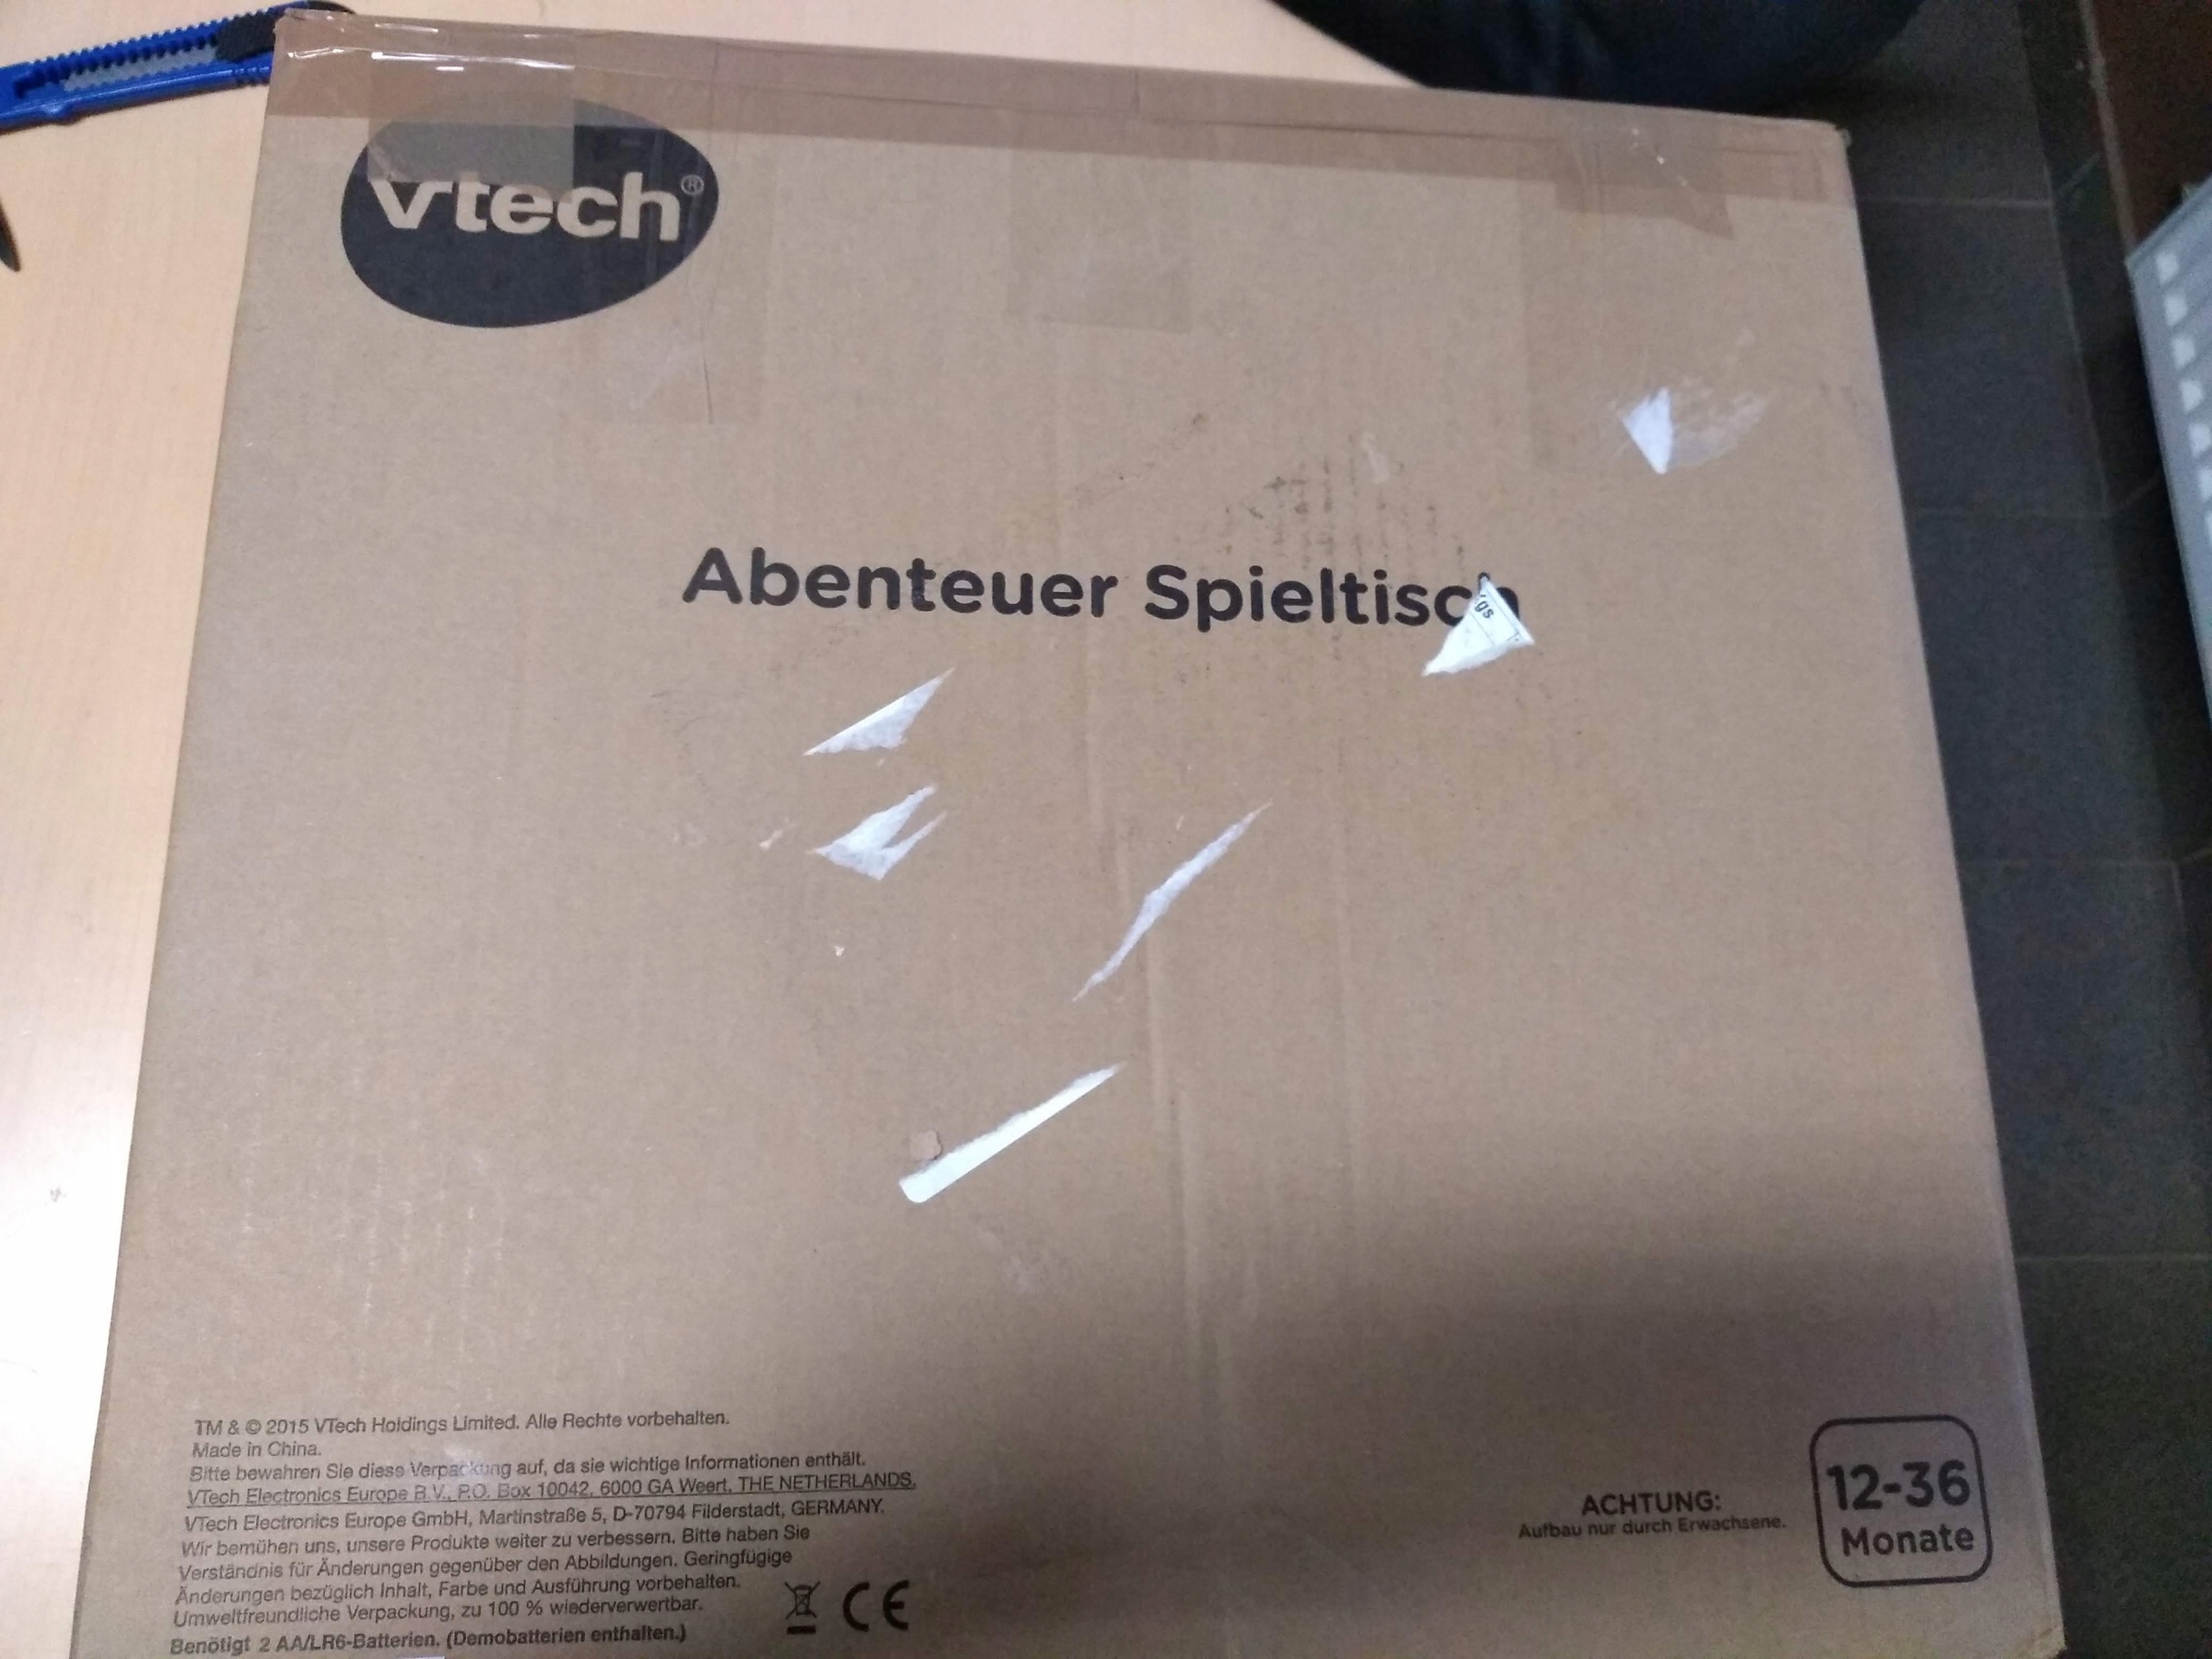 vtech®
Abenteuer Spieltisch
gs
TM & © 2015 VTech Holdings Limited. Alle Rechte vorbehalten.
Made in China.
Bitte bewahren Sie diese Verpackung auf, da sie wichtige Informationen enthält.
VTech Electronics Europe B.V., P.O. Box 10042, 6000 GA Weert, THE NETHERLANDS.
VTech Electronics Europe GmbH, Martinstraße 5, D-70794 Filderstadt, GERMANY.
Wir bemühen uns, unsere Produkte weiter zu verbessern. Bitte haben Sie
Verständnis für Änderungen gegenüber den Abbildungen. Geringfügige
Änderungen bezüglich Inhalt, Farbe und Ausführung vorbehalten.
Umweltfreundliche Verpackung, zu 100 % wiederverwertbar.
Benötigt 2 AA/LR6-Batterien. (Demobatterien enthalten.)
CE
ACHTUNG:
Aufbau nur durch Erwachsene.
12-36
Monate